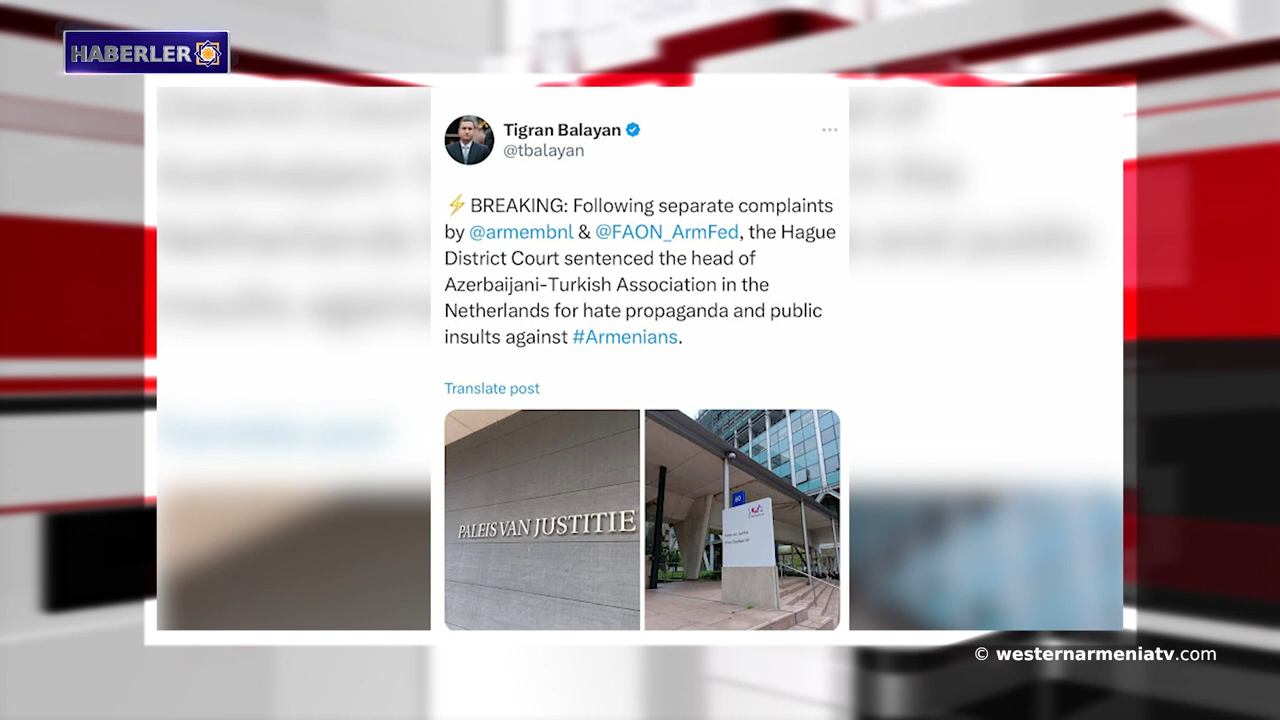 HABERLER
Tigran Balayan
@tbalayan
⚡BREAKING: Following separate complaints
by @armembnl & @FAON_ArmFed, the Hague
District Court sentenced the head of
Azerbaijani-Turkish Association in the
Netherlands for hate propaganda and public
insults against #Armenians.
Translate post
PALEIS VAN JUSTITIE
60
© westernarmeniatv.com